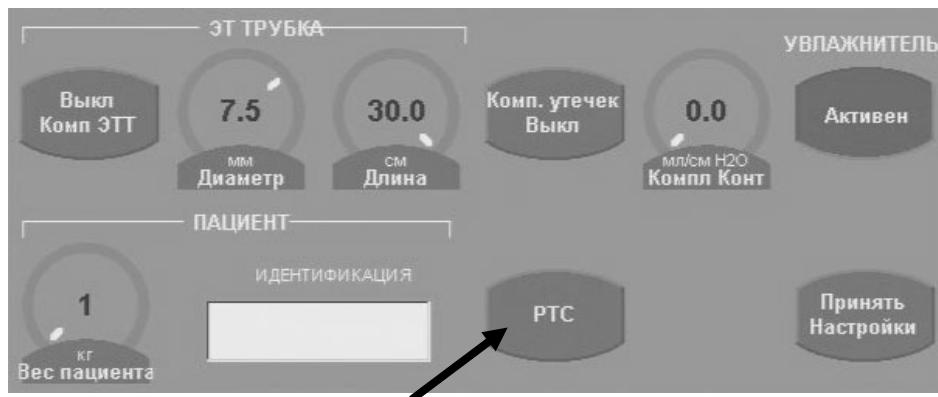 ЭТ ТРУБКА
УВЛАЖНИТЕЛЬ
Выкл
Комп ЭТТ
7.5
мм
Диаметр
30.0
см
Длина
Комп. утечек
Выкл
0.0
мл/см H2O
Компл Конт
Активен
ПАЦИЕНТ
1
кг
Вес пациента
ИДЕНТИФИКАЦИЯ
РТС
Принять
Настройки